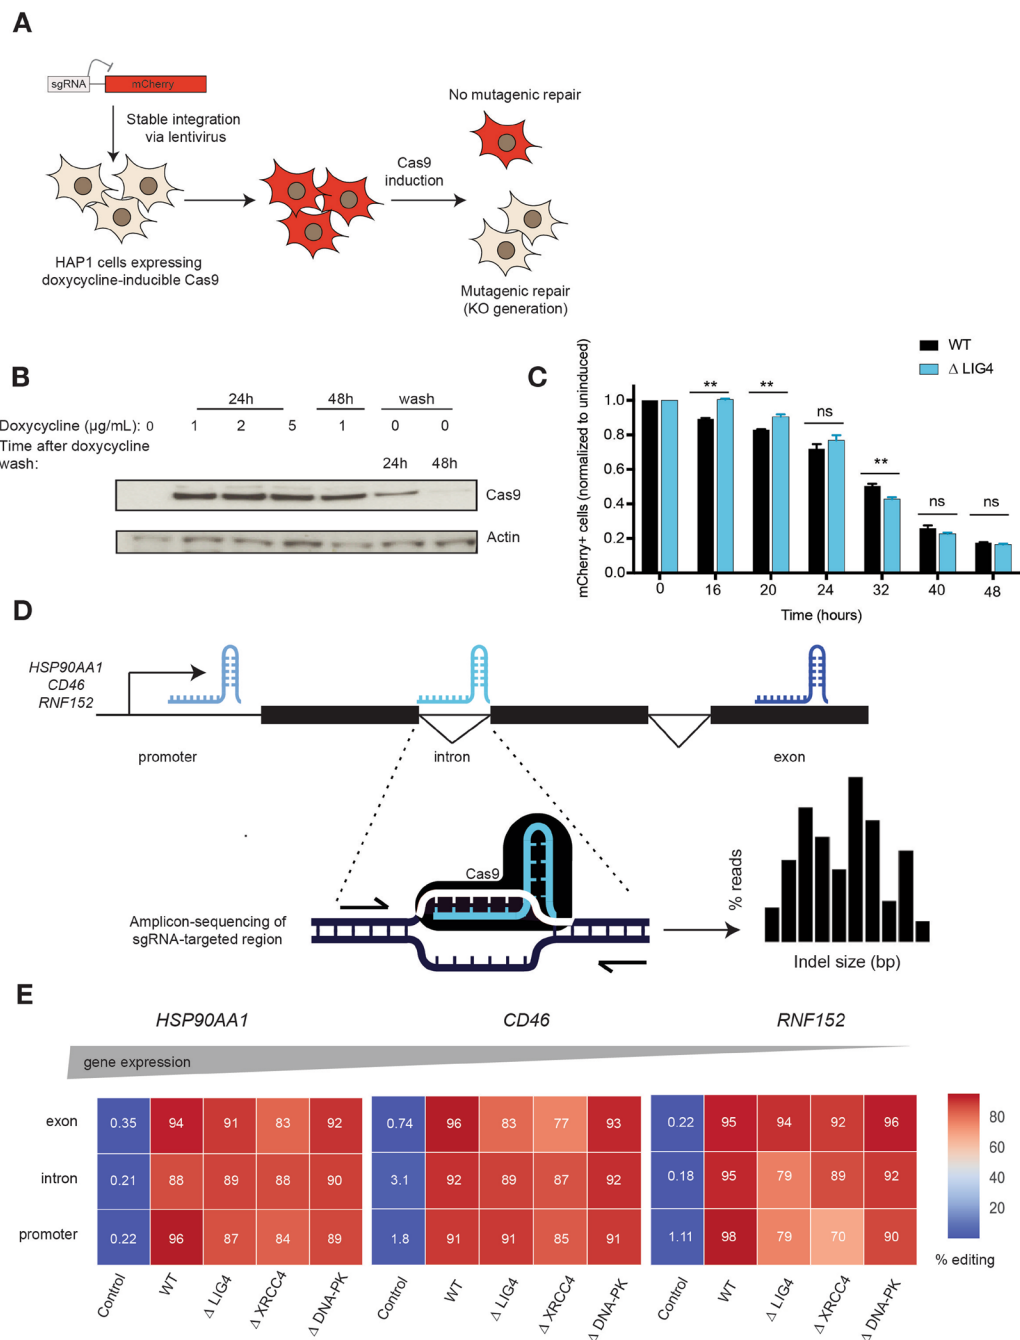 A
sgRNA
mCherry
Stable integration
via lentivirus
HAP1 cells expressing
doxycycline-inducible Cas9
Cas9
induction
No mutagenic repair
Mutagenic repair
(KO generation)
B
24h 48h wash
Doxycycline (µg/mL): 0 1 2 5 1 0 0
Time after doxycycline
wash: 24h 48h
Cas9
Actin
C
WT
Δ LIG4
mCherry+ cells (normalized to uninduced)
1.0
0.8
0.6
0.4
0.2
0.0
** ** ns ** ns ns
0 16 20 24 32 40 48
Time (hours)
D
HSP90AA1
CD46
RNF152
promoter intron exon
Cas9
Amplicon-sequencing of
sgRNA-targeted region
% reads
Indel size (bp)
E
HSP90AA1 CD46 RNF152
gene expression
exon 0.35 94 91 83 92 0.74 96 83 77 93 0.22 95 94 92 96
intron 0.21 88 89 88 90 3.1 92 89 87 92 0.18 95 79 89 92
promoter 0.22 96 87 84 89 1.8 91 91 85 91 1.11 98 79 70 90
Control WT Δ LIG4 Δ XRCC4 Δ DNA-PK Control WT Δ LIG4 Δ XRCC4 Δ DNA-PK Control WT Δ LIG4 Δ XRCC4 Δ DNA-PK
80
60
40
20
% editing